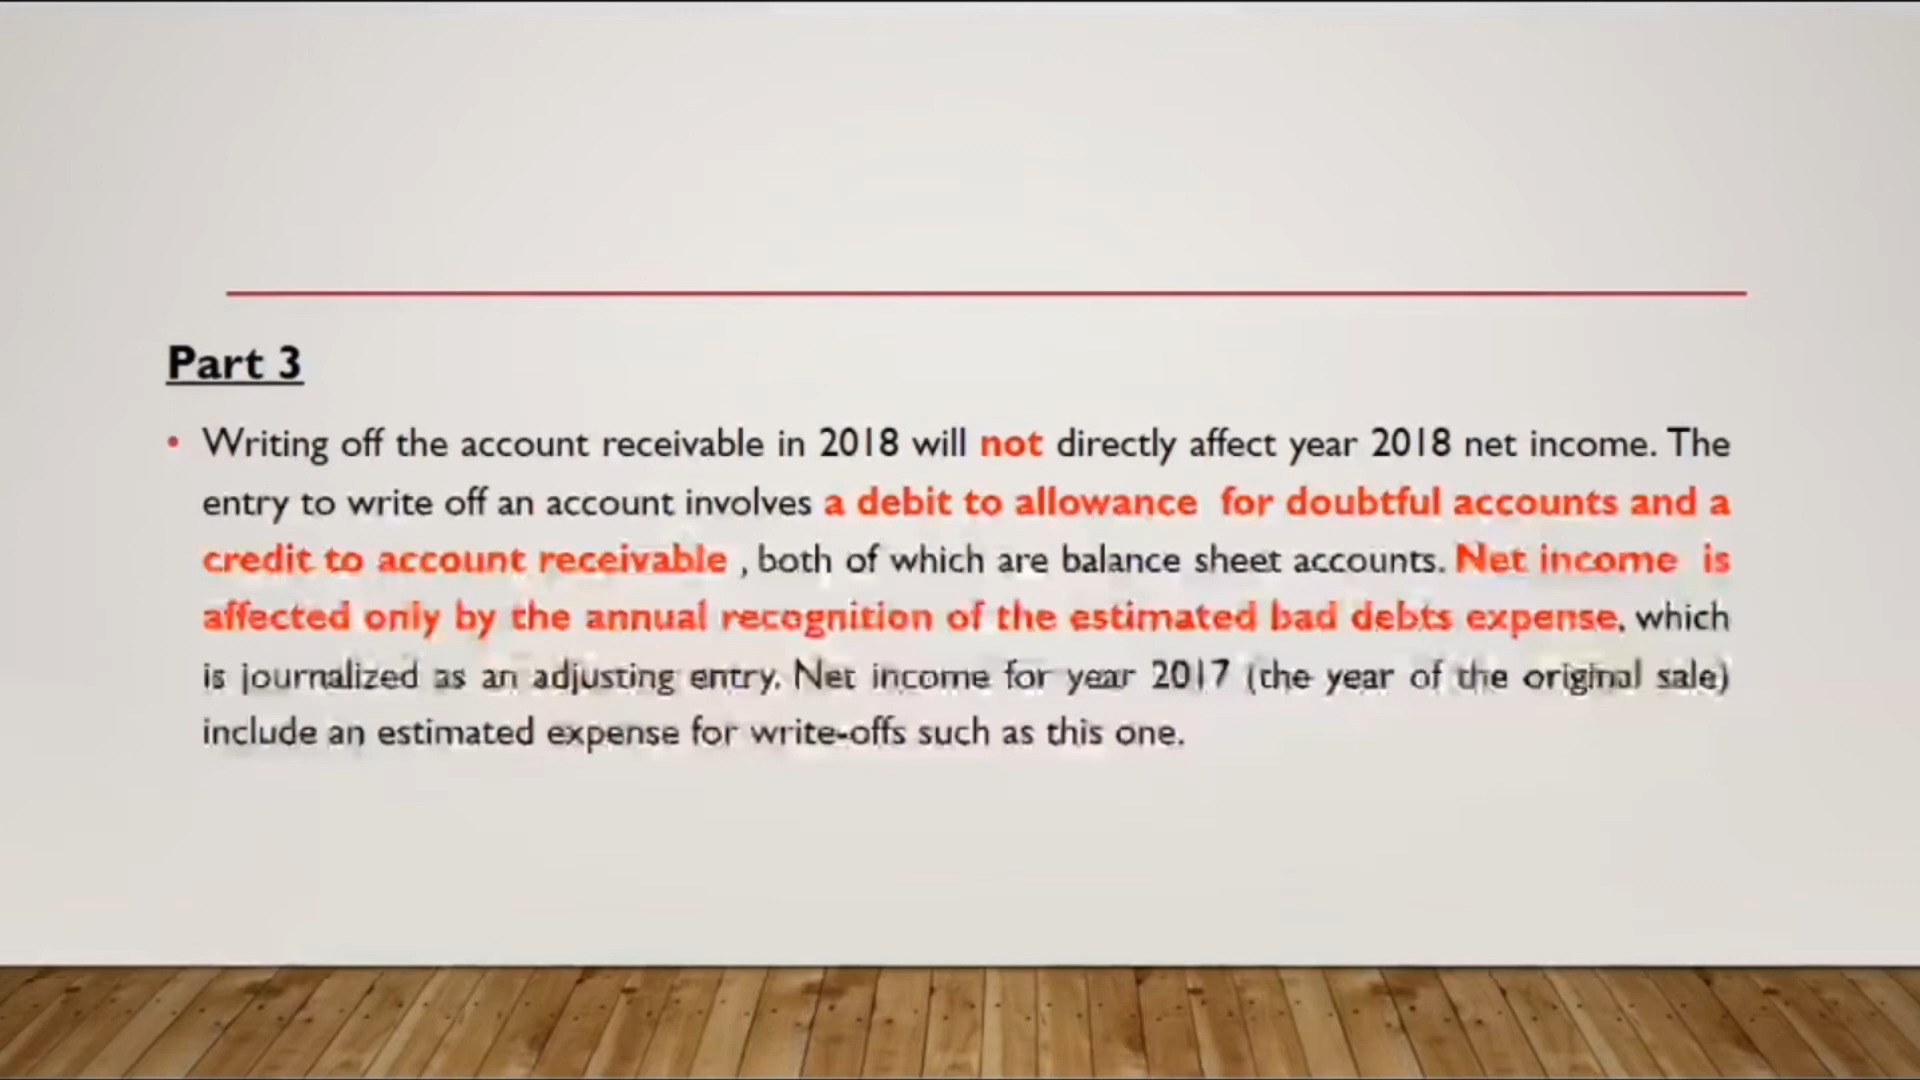 Part 3
• Writing off the account receivable in 2018 will not directly affect year 2018 net income. The
entry to write off an account involves a debit to allowance for doubtful accounts and a
credit to account receivable , both of which are balance sheet accounts. Net income is
affected only by the annual recognition of the estimated bad debts expense, which
is journalized as an adjusting entry. Net income for year 2017 (the year of the original sale)
include an estimated expense for write-offs such as this one.